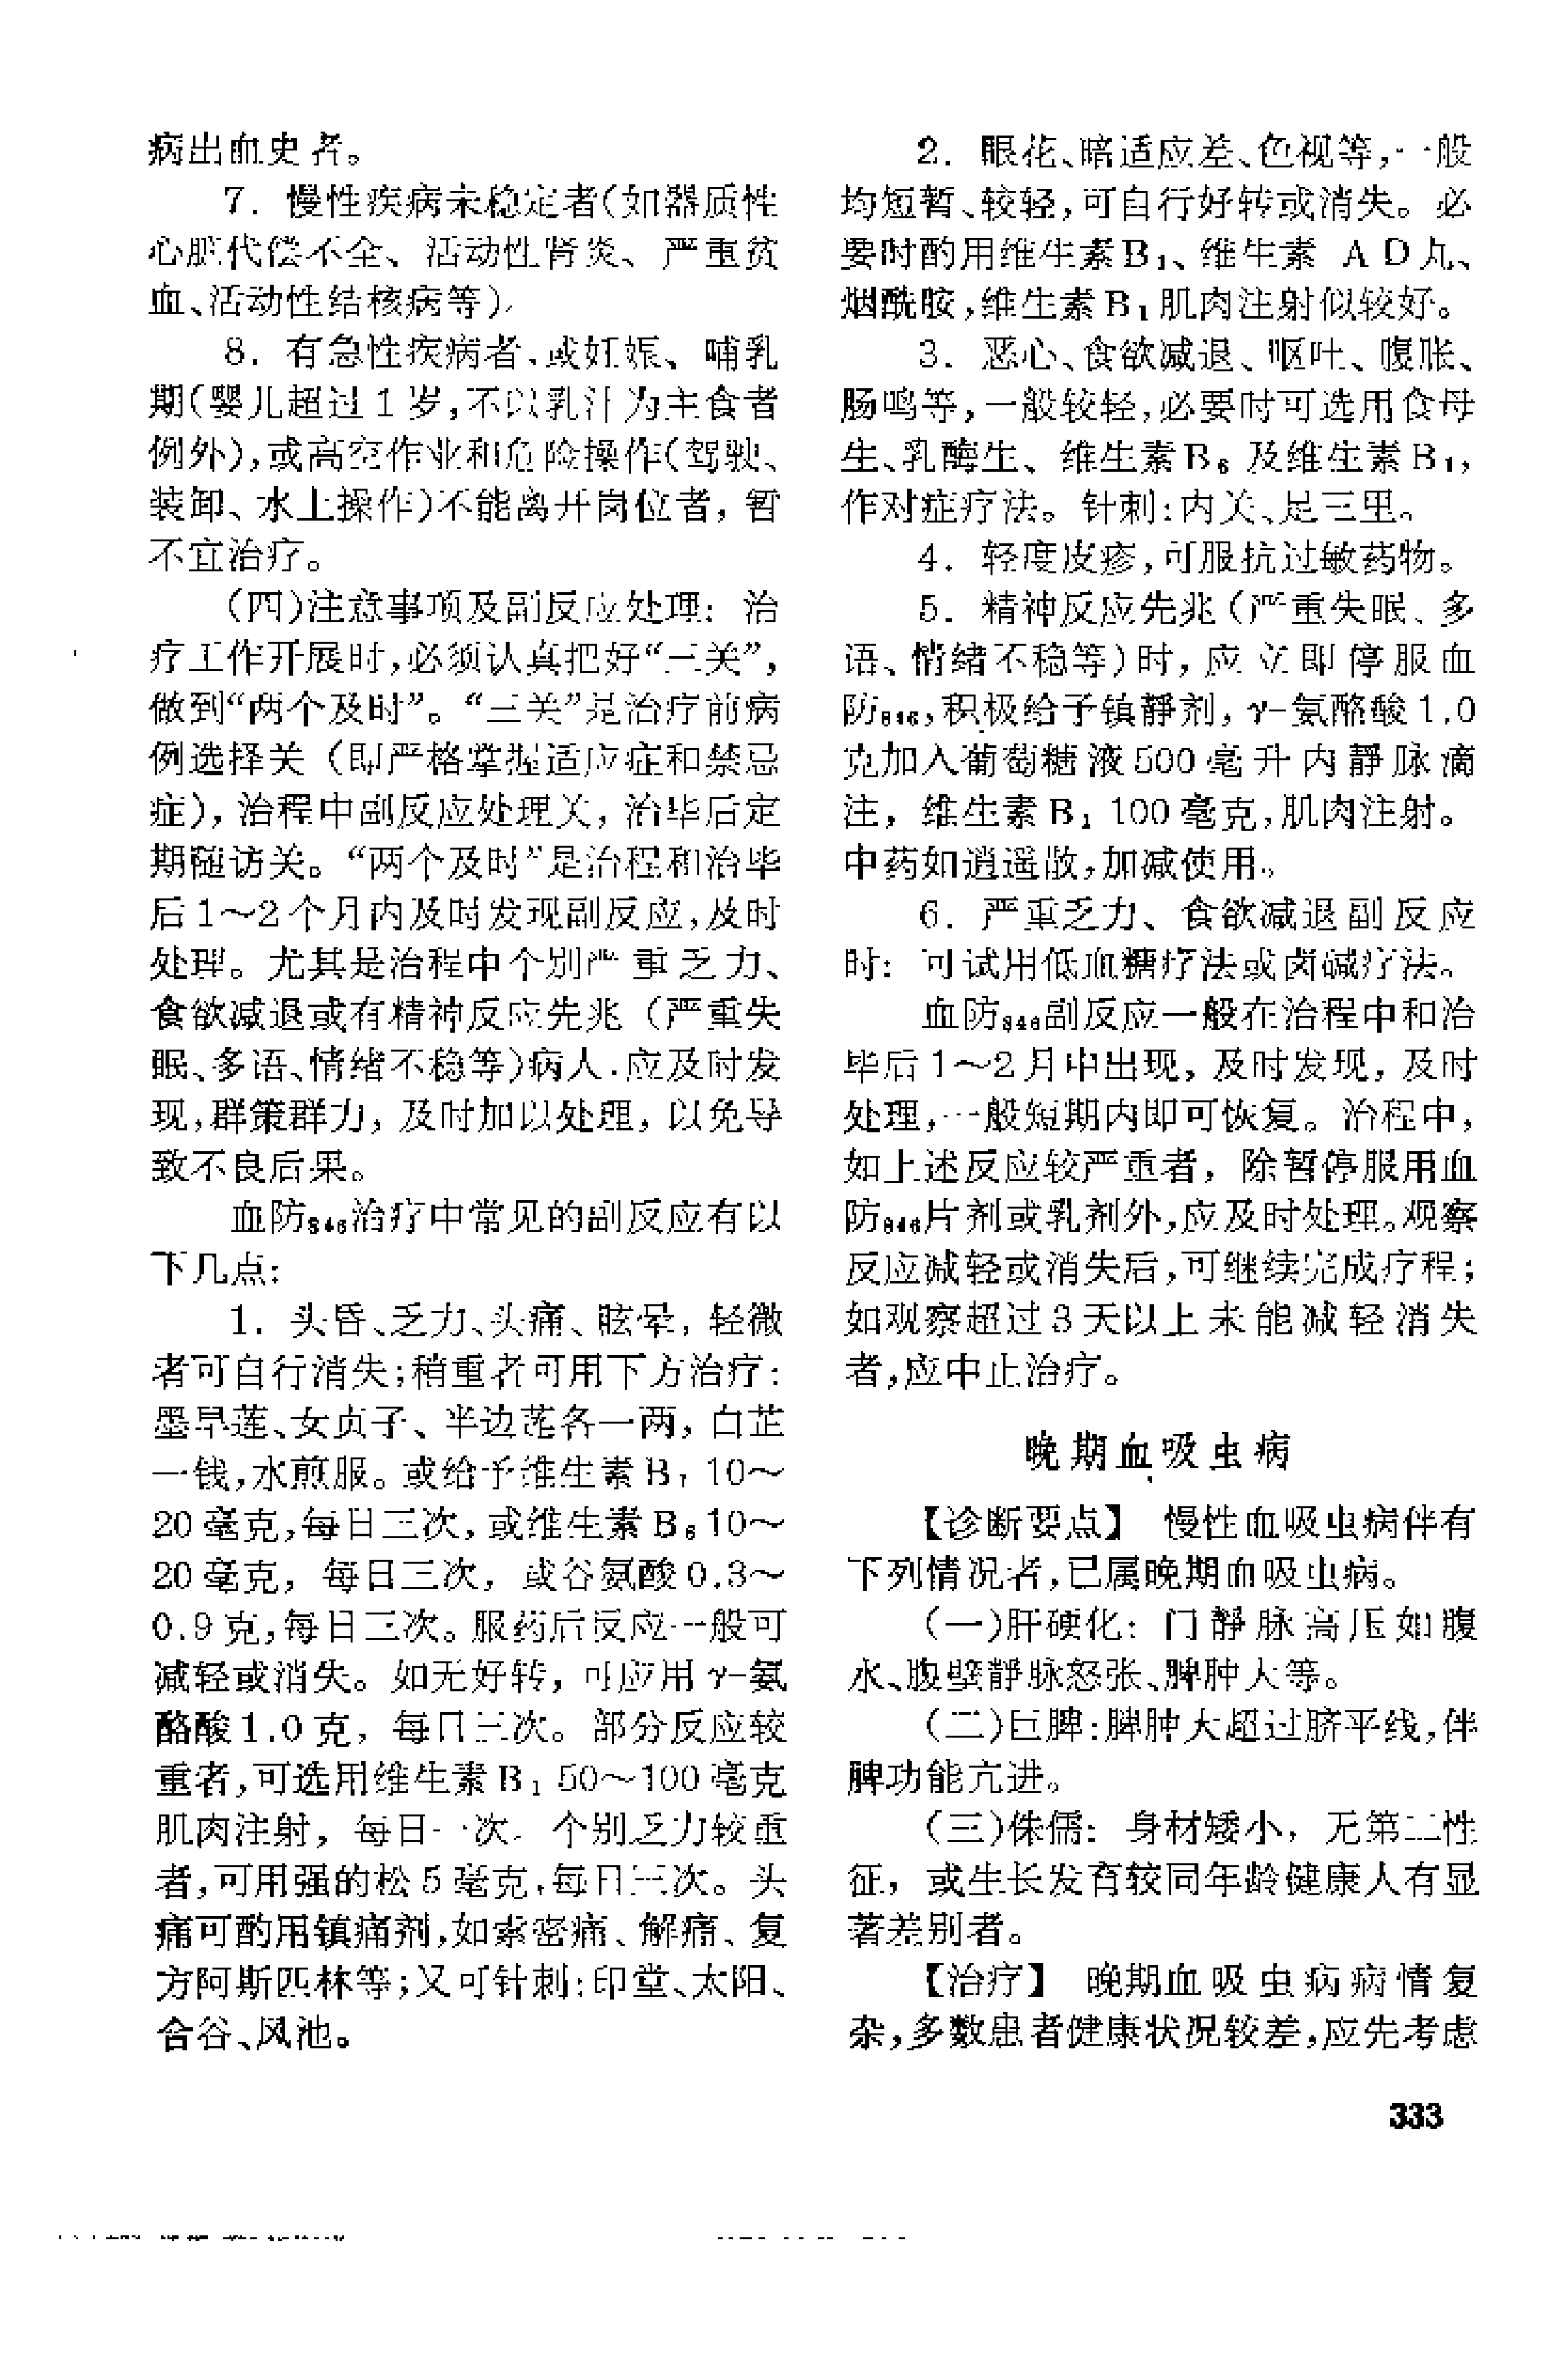 病出血史者。
7. 慢性疾病未稳定者(如器质性
心脏代偿不全、活动性肾炎、严重贫
血、活动性结核病等)。
8. 有急性疾病者,或妊娠、哺乳
期(婴儿超过1岁,不以乳汁为主食者
例外),或高空作业和危险操作(驾驶、
装卸、水上操作)不能离开岗位者,暂
不宜治疗。
(四)注意事项及副反应处理：治
疗工作开展时,必须认真把好“三关”,
做到“两个及时”。“三关”是治疗前病
例选择关(即严格掌握适应症和禁忌
症),治程中副反应处理关,治毕后定
期随访关。“两个及时”是治程和治毕
后1～2个月内及时发现副反应,及时
处理。尤其是治程中个别严重乏力、
食欲减退或有精神反应先兆(严重失
眠、多语、情绪不稳等)病人.应及时发
现,群策群力,及时加以处理,以免导
致不良后果。
血防846治疗中常见的副反应有以
下几点：
1. 头昏、乏力、头痛、眩晕,轻微
者可自行消失;稍重者可用下方治疗：
墨旱莲、女贞子、半边莲各一两,白芷
一钱,水煎服。或给予维生素B₁ 10～
20毫克,每日三次,或维生素B₆10～
20毫克,每日三次,或谷氨酸0.3～
0.9克,每日三次。服药后反应一般可
减轻或消失。如无好转,可应用γ-氨
酪酸1.0克,每日三次。部分反应较
重者,可选用维生素B₁ 50～100毫克
肌肉注射,每日一次。个别乏力较重
者,可用强的松5毫克,每日三次。头
痛可酌用镇痛剂,如索密痛、解痛、复
方阿斯匹林等;又可针刺：印堂、太阳、
合谷、风池。
2. 眼花、暗适应差、色视等,一般
均短暂、较轻,可自行好转或消失。必
要时酌用维生素B₁、维生素 A D丸、
烟酰胺,维生素B₁肌肉注射似较好。
3. 恶心、食欲减退、呕吐、腹胀、
肠鸣等,一般较轻,必要时可选用食母
生、乳酶生、维生素B₆及维生素B₁,
作对症疗法。针刺：内关、足三里。
4. 轻度皮疹,可服抗过敏药物。
5. 精神反应先兆(严重失眠、多
语、情绪不稳等)时,应立即停服血
防846,积极给予镇静剂,γ-氨酪酸1.0
克加入葡萄糖液500毫升内静脉滴
注,维生素B₁ 100毫克,肌肉注射。
中药如逍遥散,加减使用。
6. 严重乏力、食欲减退副反应
时：可试用低血糖疗法或卤碱疗法。
血防846副反应一般在治程中和治
毕后1～2月中出现,及时发现,及时
处理,一般短期内即可恢复。治程中,
如上述反应较严重者,除暂停服用血
防846片剂或乳剂外,应及时处理。观察
反应减轻或消失后,可继续完成疗程;
如观察超过3天以上未能减轻消失
者,应中止治疗。
晚期血吸虫病
【诊断要点】 慢性血吸虫病伴有
下列情况者,已属晚期血吸虫病。
(一)肝硬化：门静脉高压如腹
水、腹壁静脉怒张、脾肿大等。
(二)巨脾：脾肿大超过脐平线,伴
脾功能亢进。
(三)侏儒：身材矮小,无第二性
征,或生长发育较同年龄健康人有显
著差别者。
【治疗】 晚期血吸虫病病情复
杂,多数患者健康状况较差,应先考虑
333